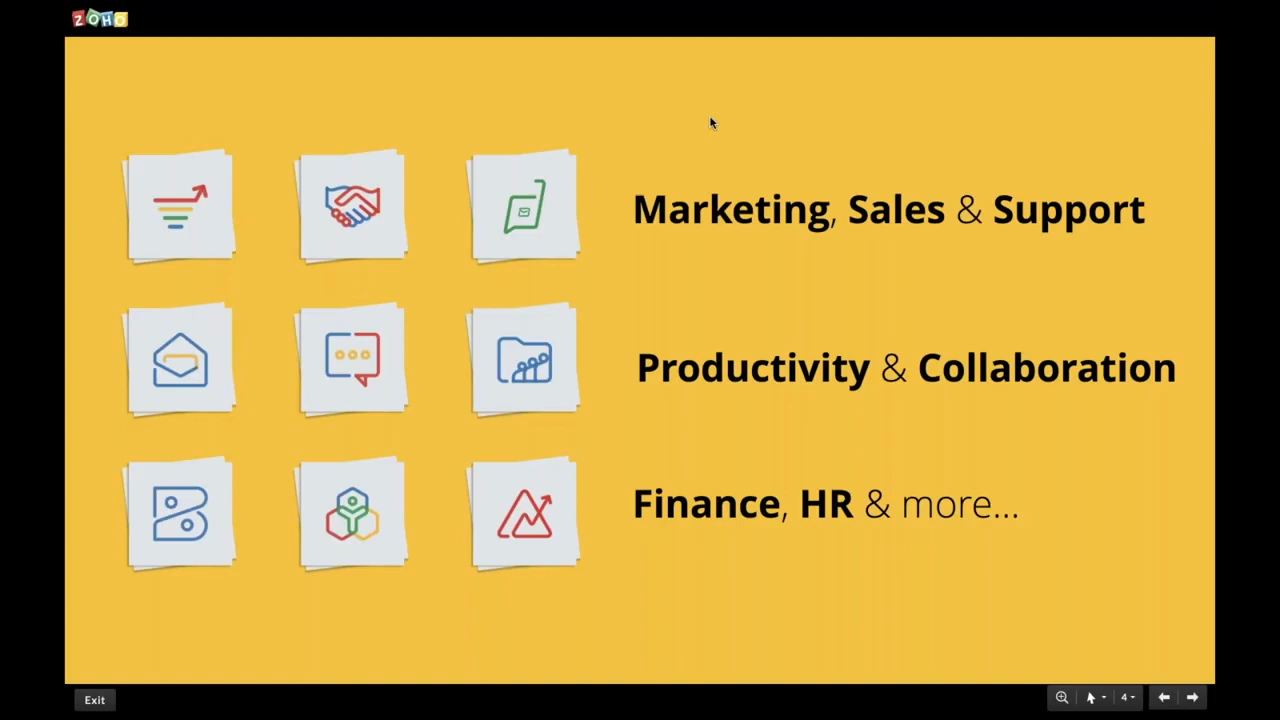 ZOHO
Marketing, Sales & Support
Productivity & Collaboration
Finance, HR & more...
Exit
4